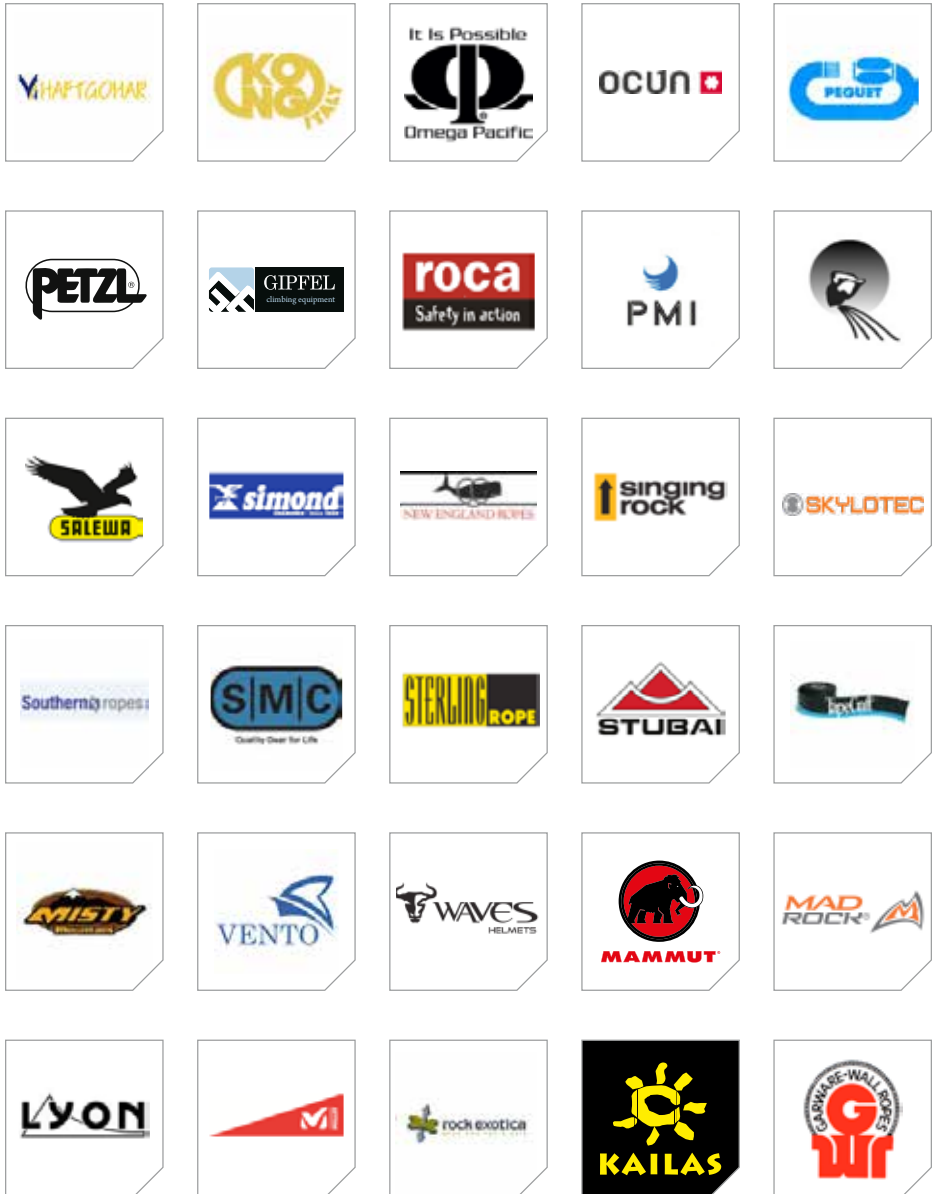 HAFTGOHAR
KONG
ITALY
It Is Possible
®
Omega Pacific
OCUN
PEGUET
PETZL®
GIPFEL
climbing equipment
roca
Safety in action
PMI
SALEWA
simond
NEW ENGLAND ROPES
singing
rock
SKYLOTEC
Southern ropes
S|M|C
Quality Gear for Life
STERLING
ROPE
STUBAI
TapeCraft
MISTY
VENTO
WAVES
HELMETS
MAMMUT®
MAD
ROCK®
LYON
M
rock exotica
KAILAS
GARWARE-WALL ROPES
G
WR